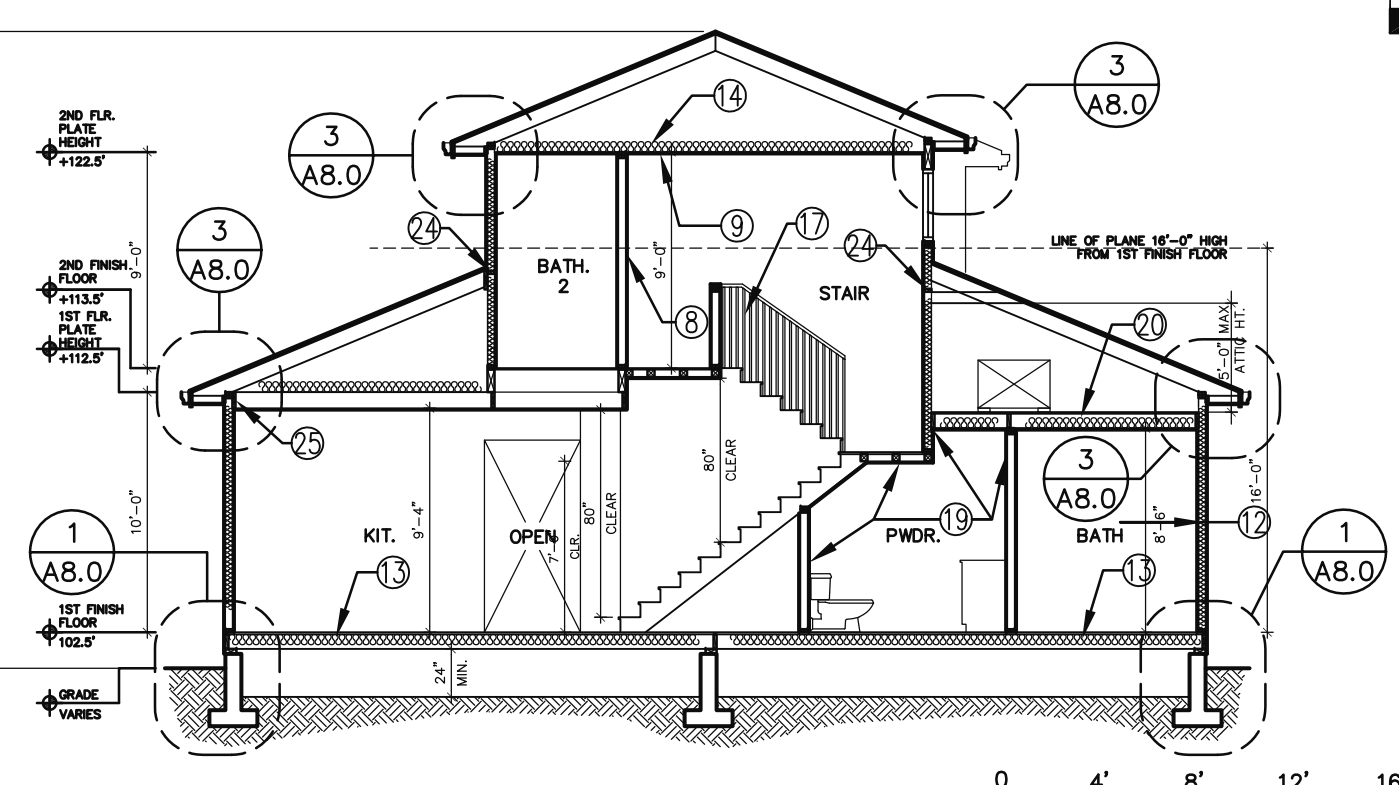 3
A8.0
14
2ND FLR.
PLATE
HEIGHT
+122.5'
3
A8.0
9
17
24
24
3
A8.0
LINE OF PLANE 16'-0" HIGH
FROM 1ST FINISH FLOOR
9'-0"
BATH.
2
9'-0"
STAIR
2ND FINISH
FLOOR
+113.5'
1ST FLR.
PLATE
HEIGHT
+112.5'
8
20
5'-0" MAX
ATTIC HT.
25
80"
CLEAR
3
A8.0
16'-0"
10'-0"
9'-4"
80"
CLEAR
7'-6"
CLR.
KIT.
OPEN
19
PWDR.
8'-6"
BATH
12
1
A8.0
1
A8.0
13
13
1ST FINISH
FLOOR
102.5'
24"
MIN.
GRADE
VARIES
0 4' 8' 12' 16